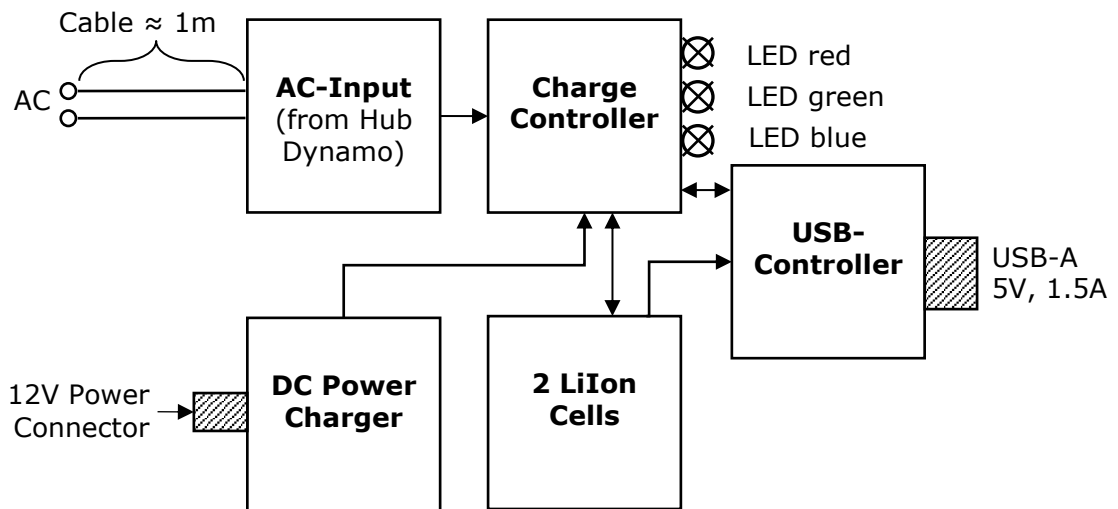 Cable ≈ 1m
AC
AC-Input
(from Hub
Dynamo)
Charge
Controller
LED red
LED green
LED blue
USB-
Controller
USB-A
5V, 1.5A
12V Power
Connector
DC Power
Charger
2 LiIon
Cells